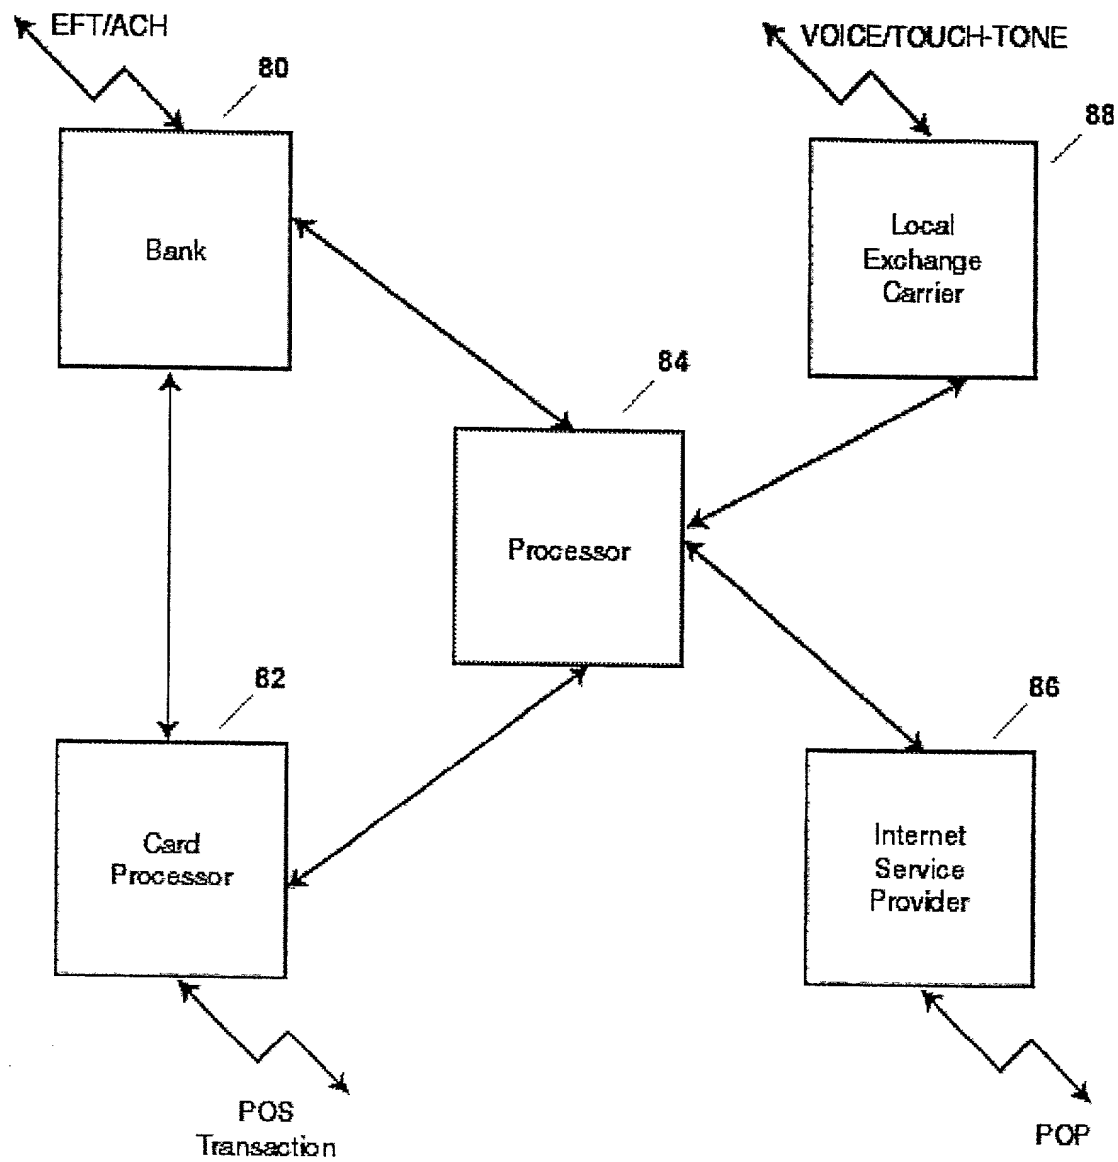 EFT/ACH
VOICE/TOUCH-TONE
80
88
Bank
Local
Exchange
Carrier
84
Processor
82
86
Card
Processor
Internet
Service
Provider
POS
Transaction
POP